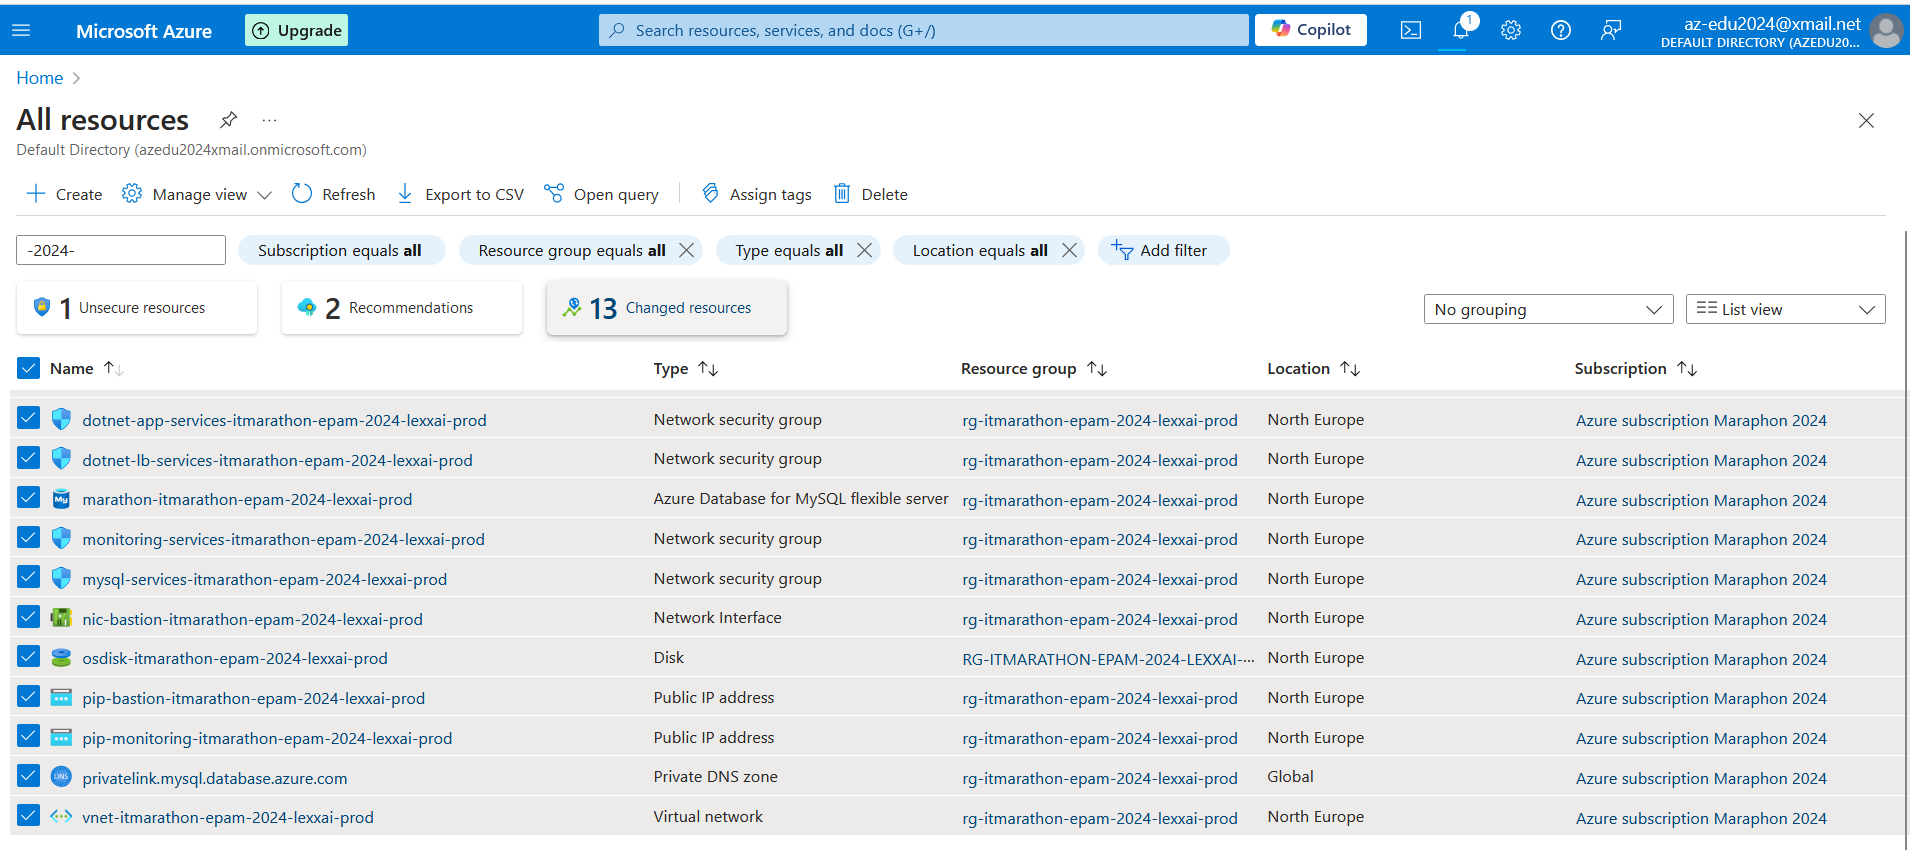 Microsoft Azure
Upgrade
Search resources, services, and docs (G+/)
Copilot
1
az-edu2024@xmail.net
DEFAULT DIRECTORY (AZEDU20...
Home
All resources
...
Default Directory (azedu2024xmail.onmicrosoft.com)
Create
Manage view
Refresh
Export to CSV
Open query
Assign tags
Delete
-2024-
Subscription equals all
Resource group equals all
Type equals all
Location equals all
Add filter
1 Unsecure resources
2 Recommendations
13 Changed resources
No grouping
List view
Name Type Resource group Location Subscription
dotnet-app-services-itmarathon-epam-2024-lexxai-prod Network security group rg-itmarathon-epam-2024-lexxai-prod North Europe Azure subscription Maraphon 2024
dotnet-lb-services-itmarathon-epam-2024-lexxai-prod Network security group rg-itmarathon-epam-2024-lexxai-prod North Europe Azure subscription Maraphon 2024
My marathon-itmarathon-epam-2024-lexxai-prod Azure Database for MySQL flexible server rg-itmarathon-epam-2024-lexxai-prod North Europe Azure subscription Maraphon 2024
monitoring-services-itmarathon-epam-2024-lexxai-prod Network security group rg-itmarathon-epam-2024-lexxai-prod North Europe Azure subscription Maraphon 2024
mysql-services-itmarathon-epam-2024-lexxai-prod Network security group rg-itmarathon-epam-2024-lexxai-prod North Europe Azure subscription Maraphon 2024
nic-bastion-itmarathon-epam-2024-lexxai-prod Network Interface rg-itmarathon-epam-2024-lexxai-prod North Europe Azure subscription Maraphon 2024
osdisk-itmarathon-epam-2024-lexxai-prod Disk RG-ITMARATHON-EPAM-2024-LEXXAI-... North Europe Azure subscription Maraphon 2024
pip-bastion-itmarathon-epam-2024-lexxai-prod Public IP address rg-itmarathon-epam-2024-lexxai-prod North Europe Azure subscription Maraphon 2024
pip-monitoring-itmarathon-epam-2024-lexxai-prod Public IP address rg-itmarathon-epam-2024-lexxai-prod North Europe Azure subscription Maraphon 2024
DNS privatelink.mysql.database.azure.com Private DNS zone rg-itmarathon-epam-2024-lexxai-prod Global Azure subscription Maraphon 2024
vnet-itmarathon-epam-2024-lexxai-prod Virtual network rg-itmarathon-epam-2024-lexxai-prod North Europe Azure subscription Maraphon 2024